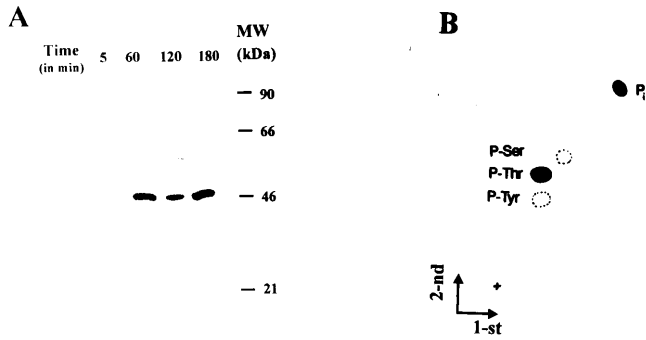 A
Time
(in min)
5 60 120 180
MW
(kDa)
— 90
— 66
— 46
— 21
B
Pi
P-Ser
P-Thr
P-Tyr
+
2-nd
1-st